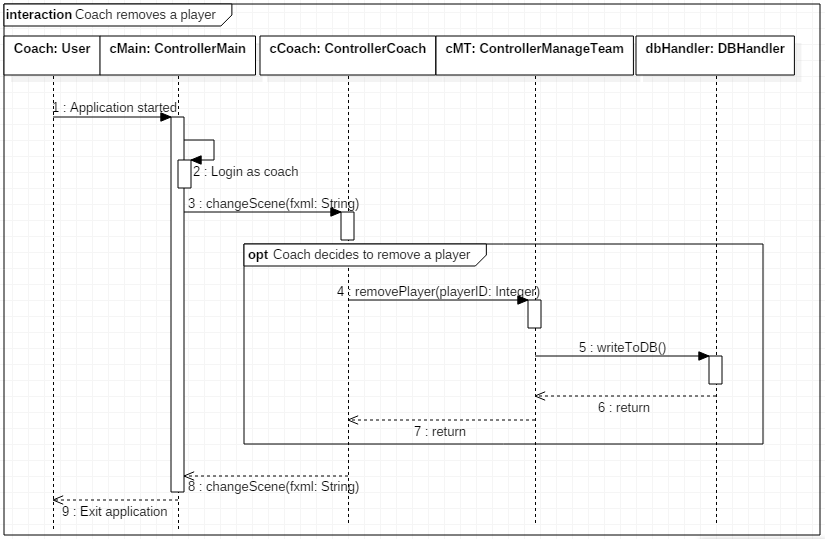 interaction Coach removes a player
Coach: User
cMain: ControllerMain
cCoach: ControllerCoach
cMT: ControllerManageTeam
dbHandler: DBHandler
1 : Application started
2 : Login as coach
3 : changeScene(fxml: String)
opt Coach decides to remove a player
4 : removePlayer(playerID: Integer)
5 : writeToDB()
6 : return
7 : return
8 : changeScene(fxml: String)
9 : Exit application